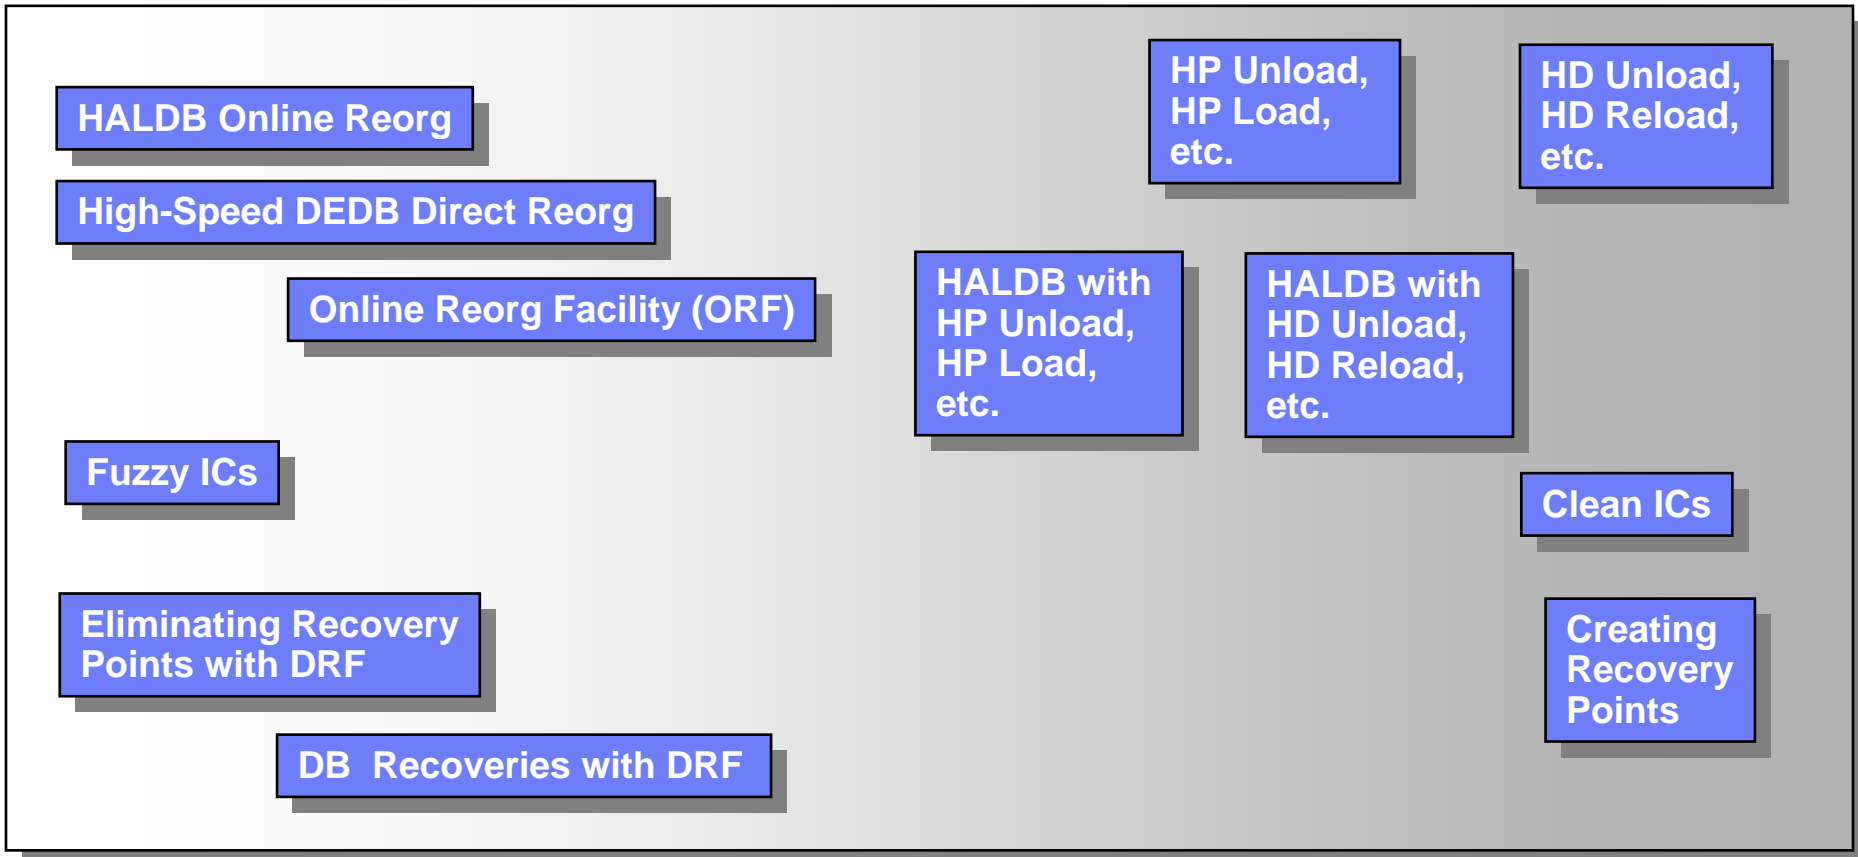 HALDB Online Reorg
High-Speed DEDB Direct Reorg
Online Reorg Facility (ORF)
HP Unload,
HP Load,
etc.
HD Unload,
HD Reload,
etc.
HALDB with
HP Unload,
HP Load,
etc.
HALDB with
HD Unload,
HD Reload,
etc.
Fuzzy ICs
Clean ICs
Eliminating Recovery
Points with DRF
Creating
Recovery
Points
DB  Recoveries with DRF